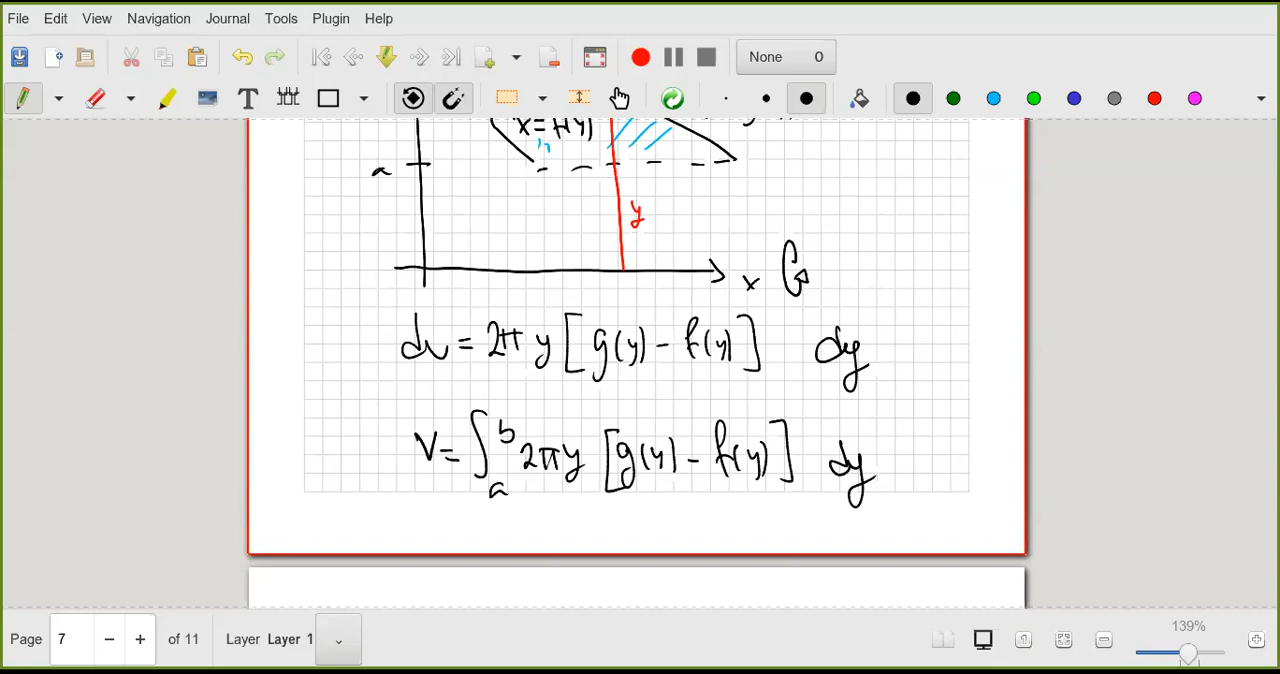 File Edit View Navigation Journal Tools Plugin Help
None 0
T
x = f(y)
a
y
x
dv = 2π y [ g(y) − f(y) ] dy
V = ∫_a^b 2πy [ g(y) − f(y) ] dy
Page 7 − + of 11 Layer Layer 1 139%